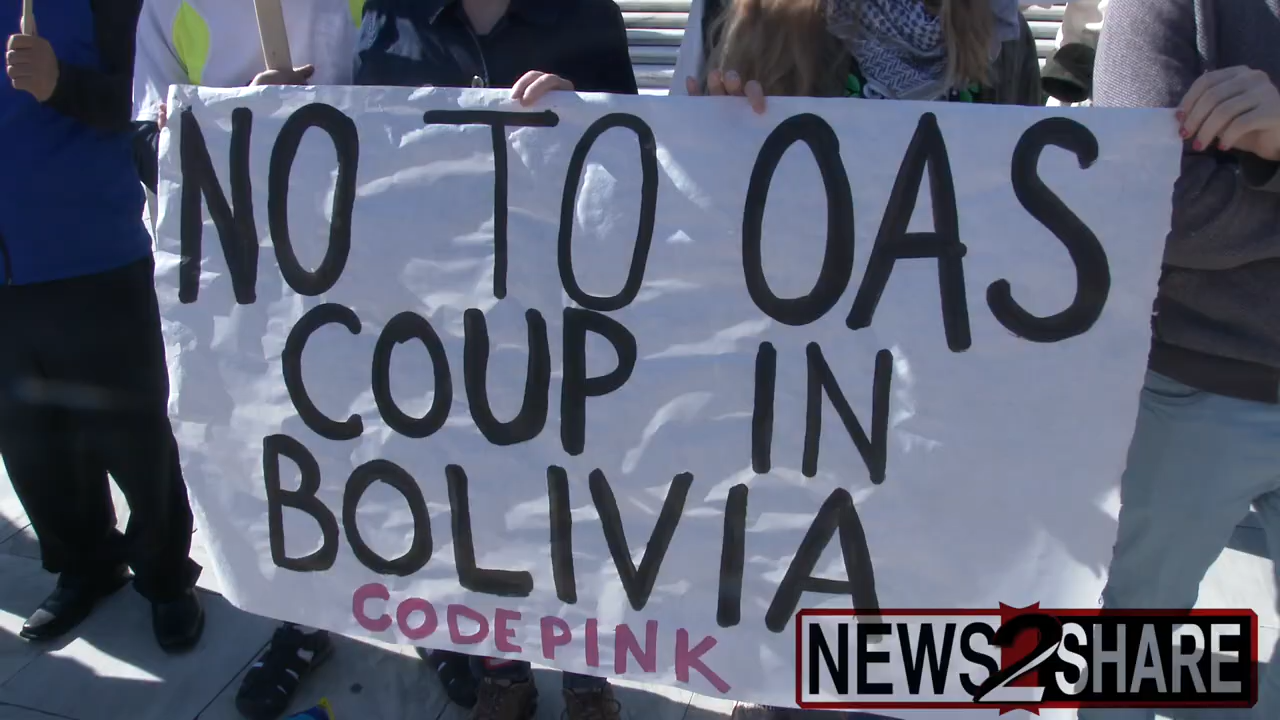 NO TO OAS
COUP IN
BOLIVIA
CODEPINK
NEWS2SHARE